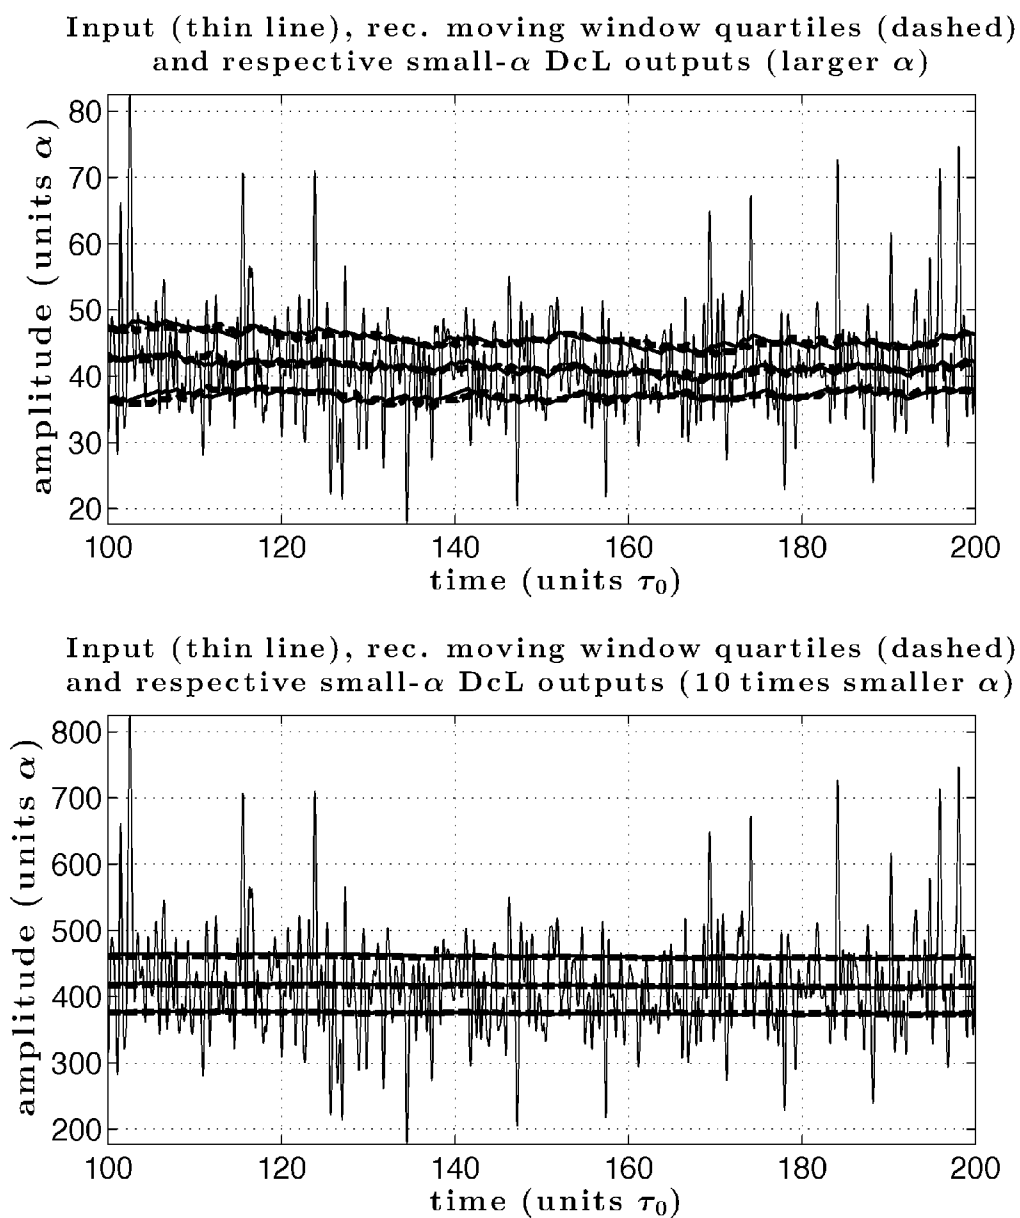 Input (thin line), rec. moving window quartiles (dashed)
and respective small-α DcL outputs (larger α)
amplitude (units α)
80
70
60
50
40
30
20
100 120 140 160 180 200
time (units τ₀)
Input (thin line), rec. moving window quartiles (dashed)
and respective small-α DcL outputs (10 times smaller α)
amplitude (units α)
800
700
600
500
400
300
200
100 120 140 160 180 200
time (units τ₀)